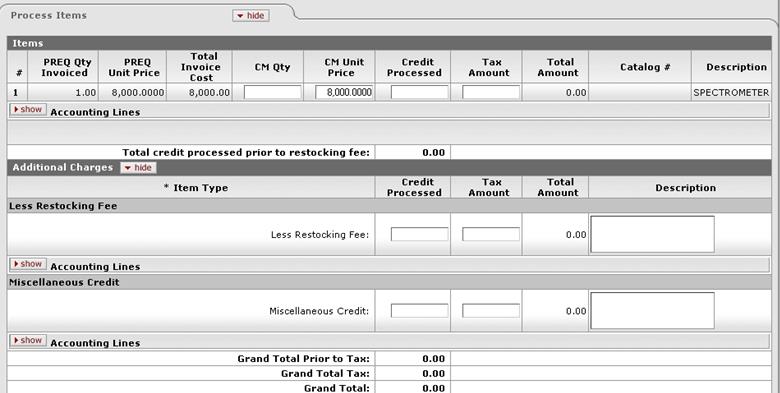 Process Items hide
Items
# PREQ Qty Invoiced PREQ Unit Price Total Invoice Cost CM Qty CM Unit Price Credit Processed Tax Amount Total Amount Catalog # Description
1 1.00 8,000.0000 8,000.00 8,000.0000 0.00 SPECTROMETER
show Accounting Lines
Total credit processed prior to restocking fee: 0.00
Additional Charges hide
* Item Type Credit Processed Tax Amount Total Amount Description
Less Restocking Fee
Less Restocking Fee: 0.00
show Accounting Lines
Miscellaneous Credit
Miscellaneous Credit: 0.00
show Accounting Lines
Grand Total Prior to Tax: 0.00
Grand Total Tax: 0.00
Grand Total: 0.00